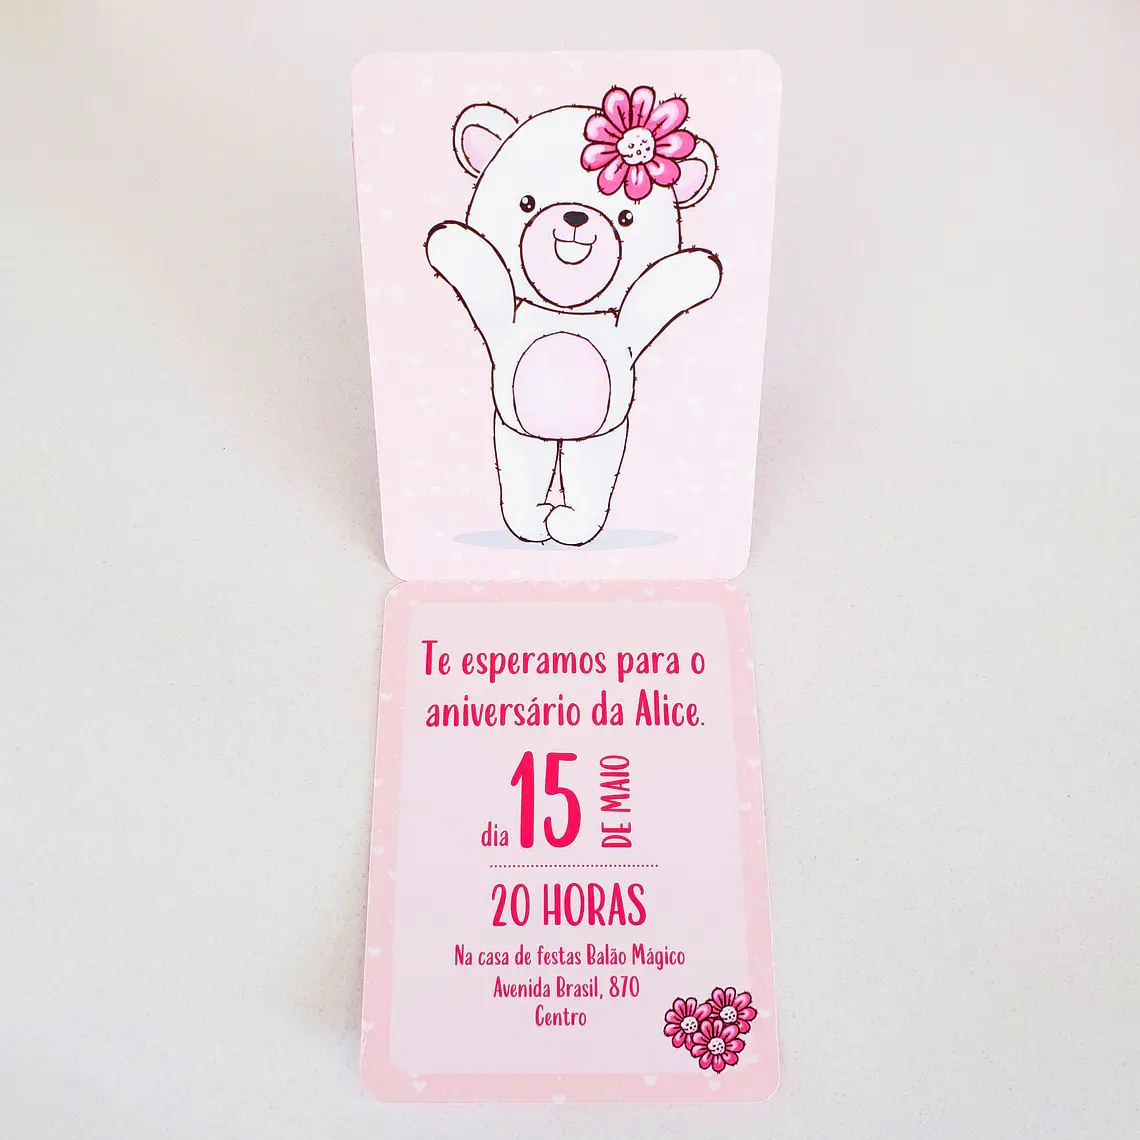 Te esperamos para o
aniversário da Alice.
dia 15 DE MAIO
20 HORAS
Na casa de festas Balão Mágico
Avenida Brasil, 870
Centro